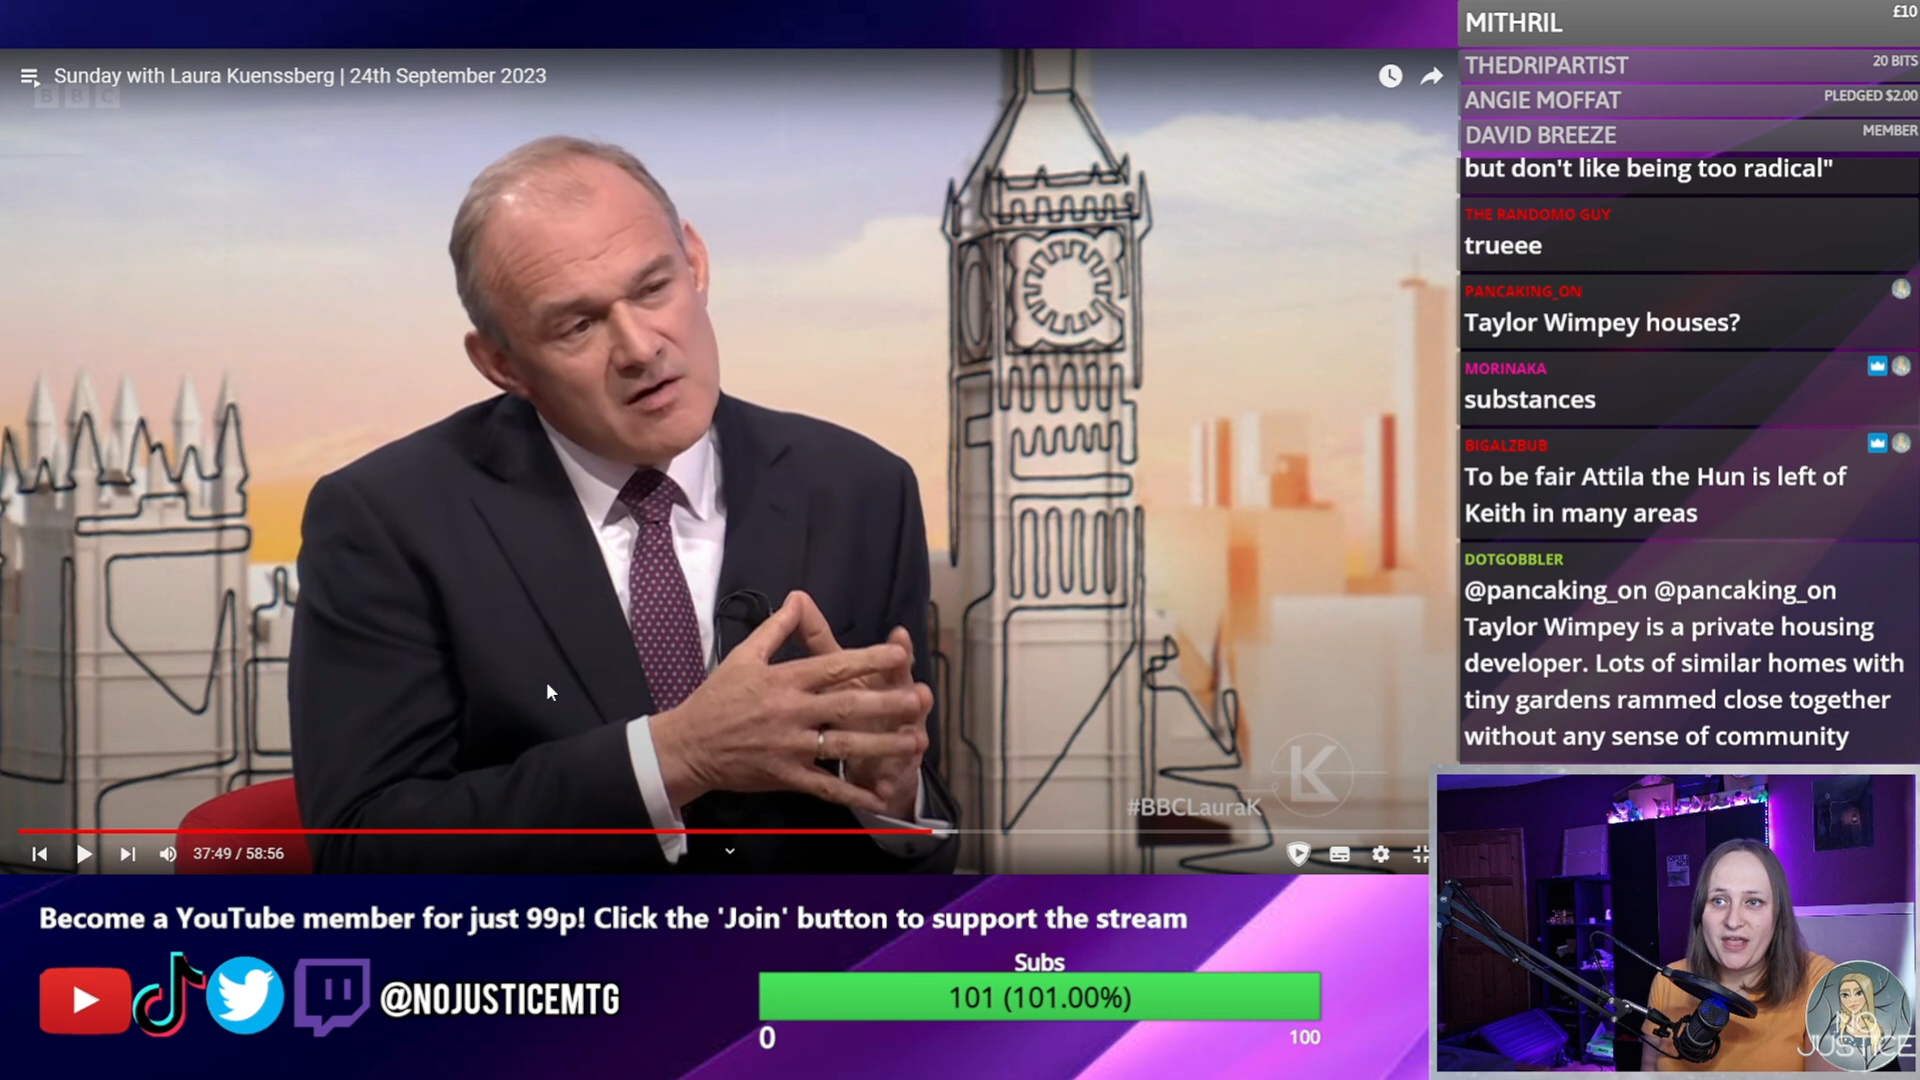 Sunday with Laura Kuenssberg | 24th September 2023
BBC
#BBCLauraK
37:49 / 58:56
Become a YouTube member for just 99p! Click the 'Join' button to support the stream
@NOJUSTICEMTG
Subs
101 (101.00%)
0
100
MITHRIL
£10
THEDRIPARTIST
20 BITS
ANGIE MOFFAT
PLEDGED $2.00
DAVID BREEZE
MEMBER
but don't like being too radical"
THE RANDOMO GUY
trueee
PANCAKING_ON
Taylor Wimpey houses?
MORINAKA
substances
BIGALZBUB
To be fair Attila the Hun is left of
Keith in many areas
DOTGOBBLER
@pancaking_on @pancaking_on
Taylor Wimpey is a private housing
developer. Lots of similar homes with
tiny gardens rammed close together
without any sense of community
NO
JUSTICE